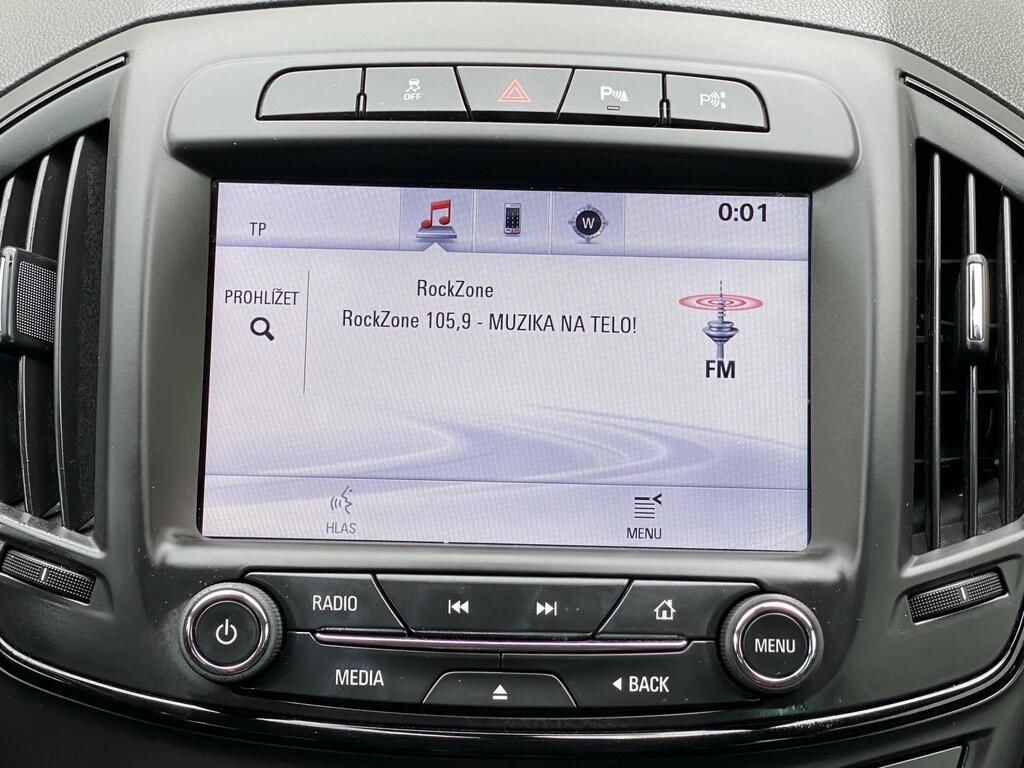 OFF
P
P
TP
W
0:01
PROHLÍŽET
RockZone
RockZone 105,9 - MUZIKA NA TELO!
FM
HLAS
MENU
RADIO
MENU
MEDIA
BACK